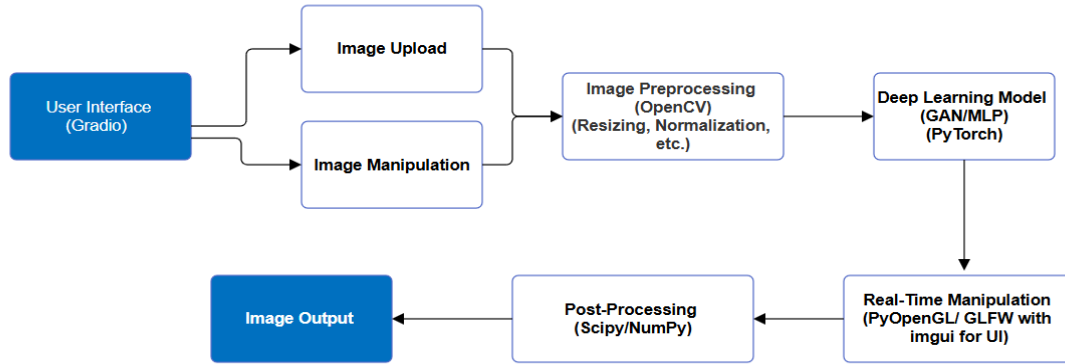 User Interface
(Gradio)
Image Upload
Image Manipulation
Image Preprocessing
(OpenCV)
(Resizing, Normalization,
etc.)
Deep Learning Model
(GAN/MLP)
(PyTorch)
Real-Time Manipulation
(PyOpenGL/ GLFW with
imgui for UI)
Post-Processing
(Scipy/NumPy)
Image Output